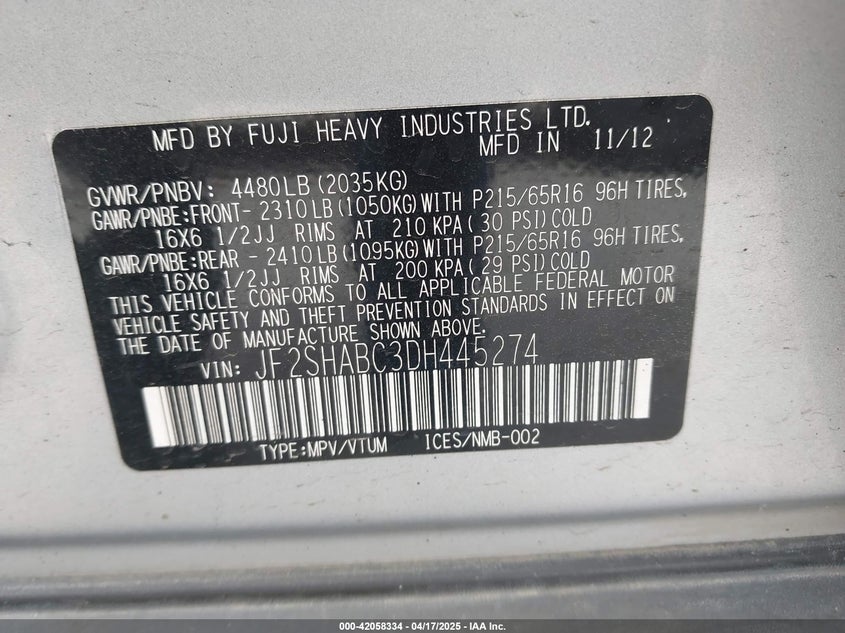 MFD BY FUJI HEAVY INDUSTRIES LTD.
MFD IN 11/12
GVWR/PNBV: 4480LB(2035KG)
GAWR/PNBE:FRONT- 2310LB(1050KG)WITH P215/65R16 96H TIRES,
16X6 1/2JJ RIMS AT 210 KPA( 30 PSI)COLD
GAWR/PNBE:REAR - 2410LB(1095KG)WITH P215/65R16 96H TIRES,
16X6 1/2JJ RIMS AT 200 KPA( 29 PSI)COLD
THIS VEHICLE CONFORMS TO ALL APPLICABLE FEDERAL MOTOR
VEHICLE SAFETY AND THEFT PREVENTION STANDARDS IN EFFECT ON
THE DATE OF MANUFACTURE SHOWN ABOVE.
VIN: JF2SHABC3DH445274
TYPE:MPV/VTUM ICES/NMB-002
000-42058334 - 04/17/2025 - IAA Inc.